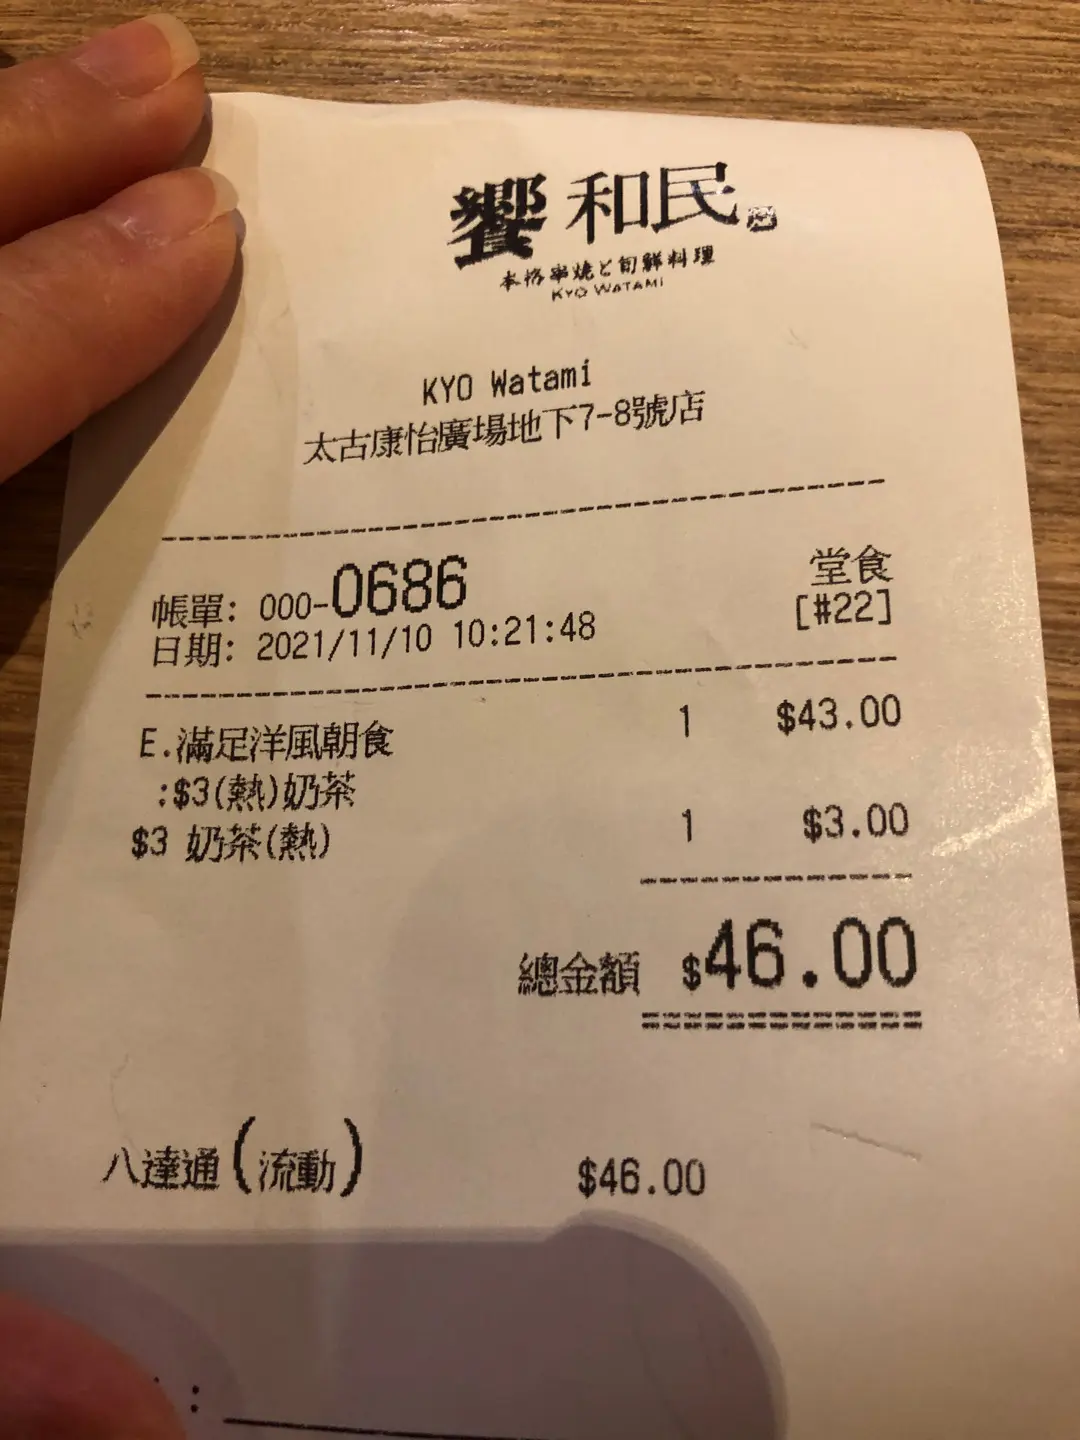 饗 和民
本格串燒と旬鮮料理
KYO WATAMI
KYO Watami
太古康怡廣場地下7-8號店
帳單: 000-0686 堂食
日期: 2021/11/10 10:21:48 [#22]
E.滿足洋風朝食 1 $43.00
:$3(熱)奶茶
$3 奶茶(熱) 1 $3.00
總金額 $46.00
八達通(流動) $46.00
: